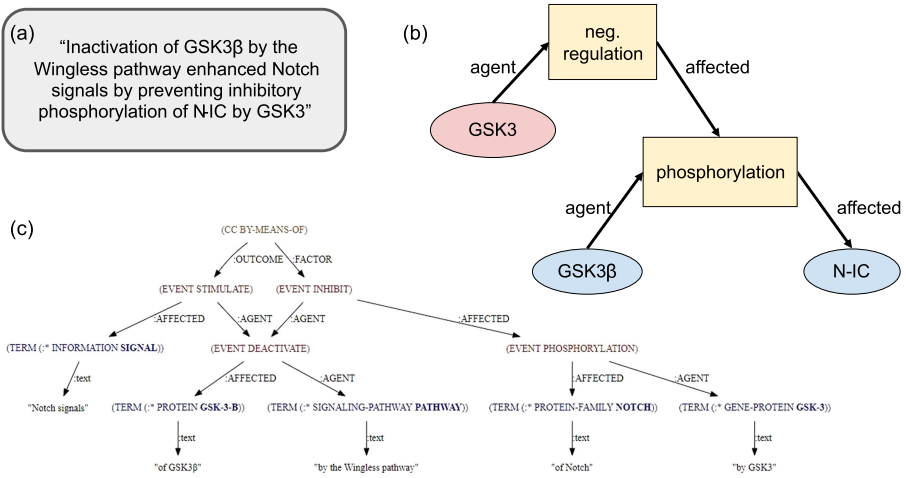 (a)
“Inactivation of GSK3β by the
Wingless pathway enhanced Notch
signals by preventing inhibitory
phosphorylation of N-IC by GSK3”
(b)
neg.
regulation
agent
affected
GSK3
phosphorylation
agent
affected
GSK3β
N-IC
(c)
(CC BY-MEANS-OF)
:OUTCOME :FACTOR
(EVENT STIMULATE) (EVENT INHIBIT)
:AFFECTED :AGENT :AGENT :AFFECTED
(TERM (:* INFORMATION SIGNAL)) (EVENT DEACTIVATE) (EVENT PHOSPHORYLATION)
:text :AFFECTED :AGENT :AFFECTED :AGENT
"Notch signals" (TERM (:* PROTEIN GSK-3-B)) (TERM (:* SIGNALING-PATHWAY PATHWAY)) (TERM (:* PROTEIN-FAMILY NOTCH)) (TERM (:* GENE-PROTEIN GSK-3))
:text :text :text :text
"of GSK3β" "by the Wingless pathway" "of Notch" "by GSK3"